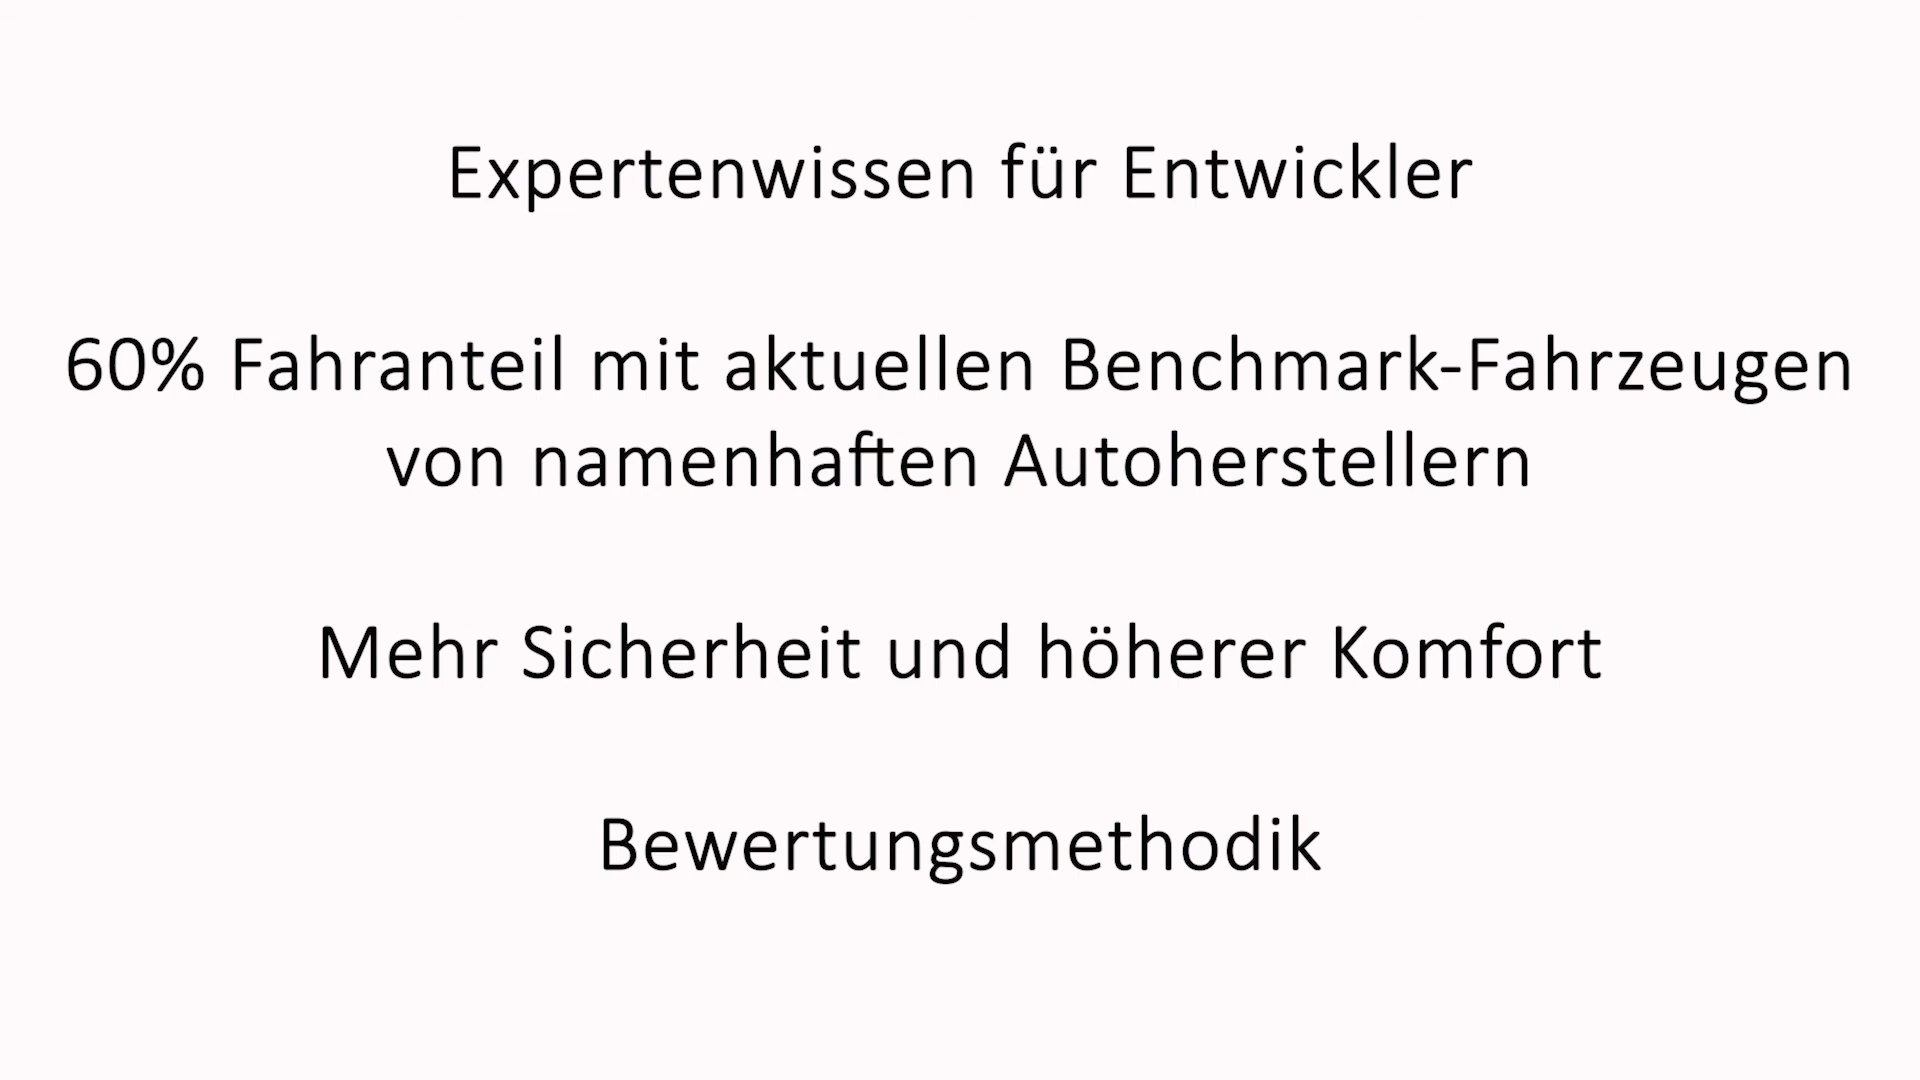 Expertenwissen für Entwickler
60% Fahranteil mit aktuellen Benchmark-Fahrzeugen
von namenhaften Autoherstellern
Mehr Sicherheit und höherer Komfort
Bewertungsmethodik